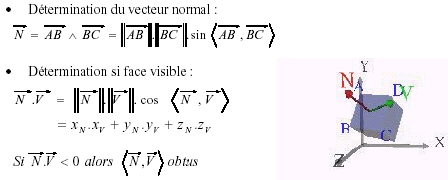 • Détermination du vecteur normal :
N = AB ∧ BC = ||AB||.||BC||. sin ⟨AB, BC⟩
• Détermination si face visible :
N.V = ||N||.||V||. cos ⟨N, V⟩
= xN.xV + yN.yV + zN.zV
Si N.V < 0 alors ⟨N,V⟩ obtus
Y
N A D V
B C X
Z